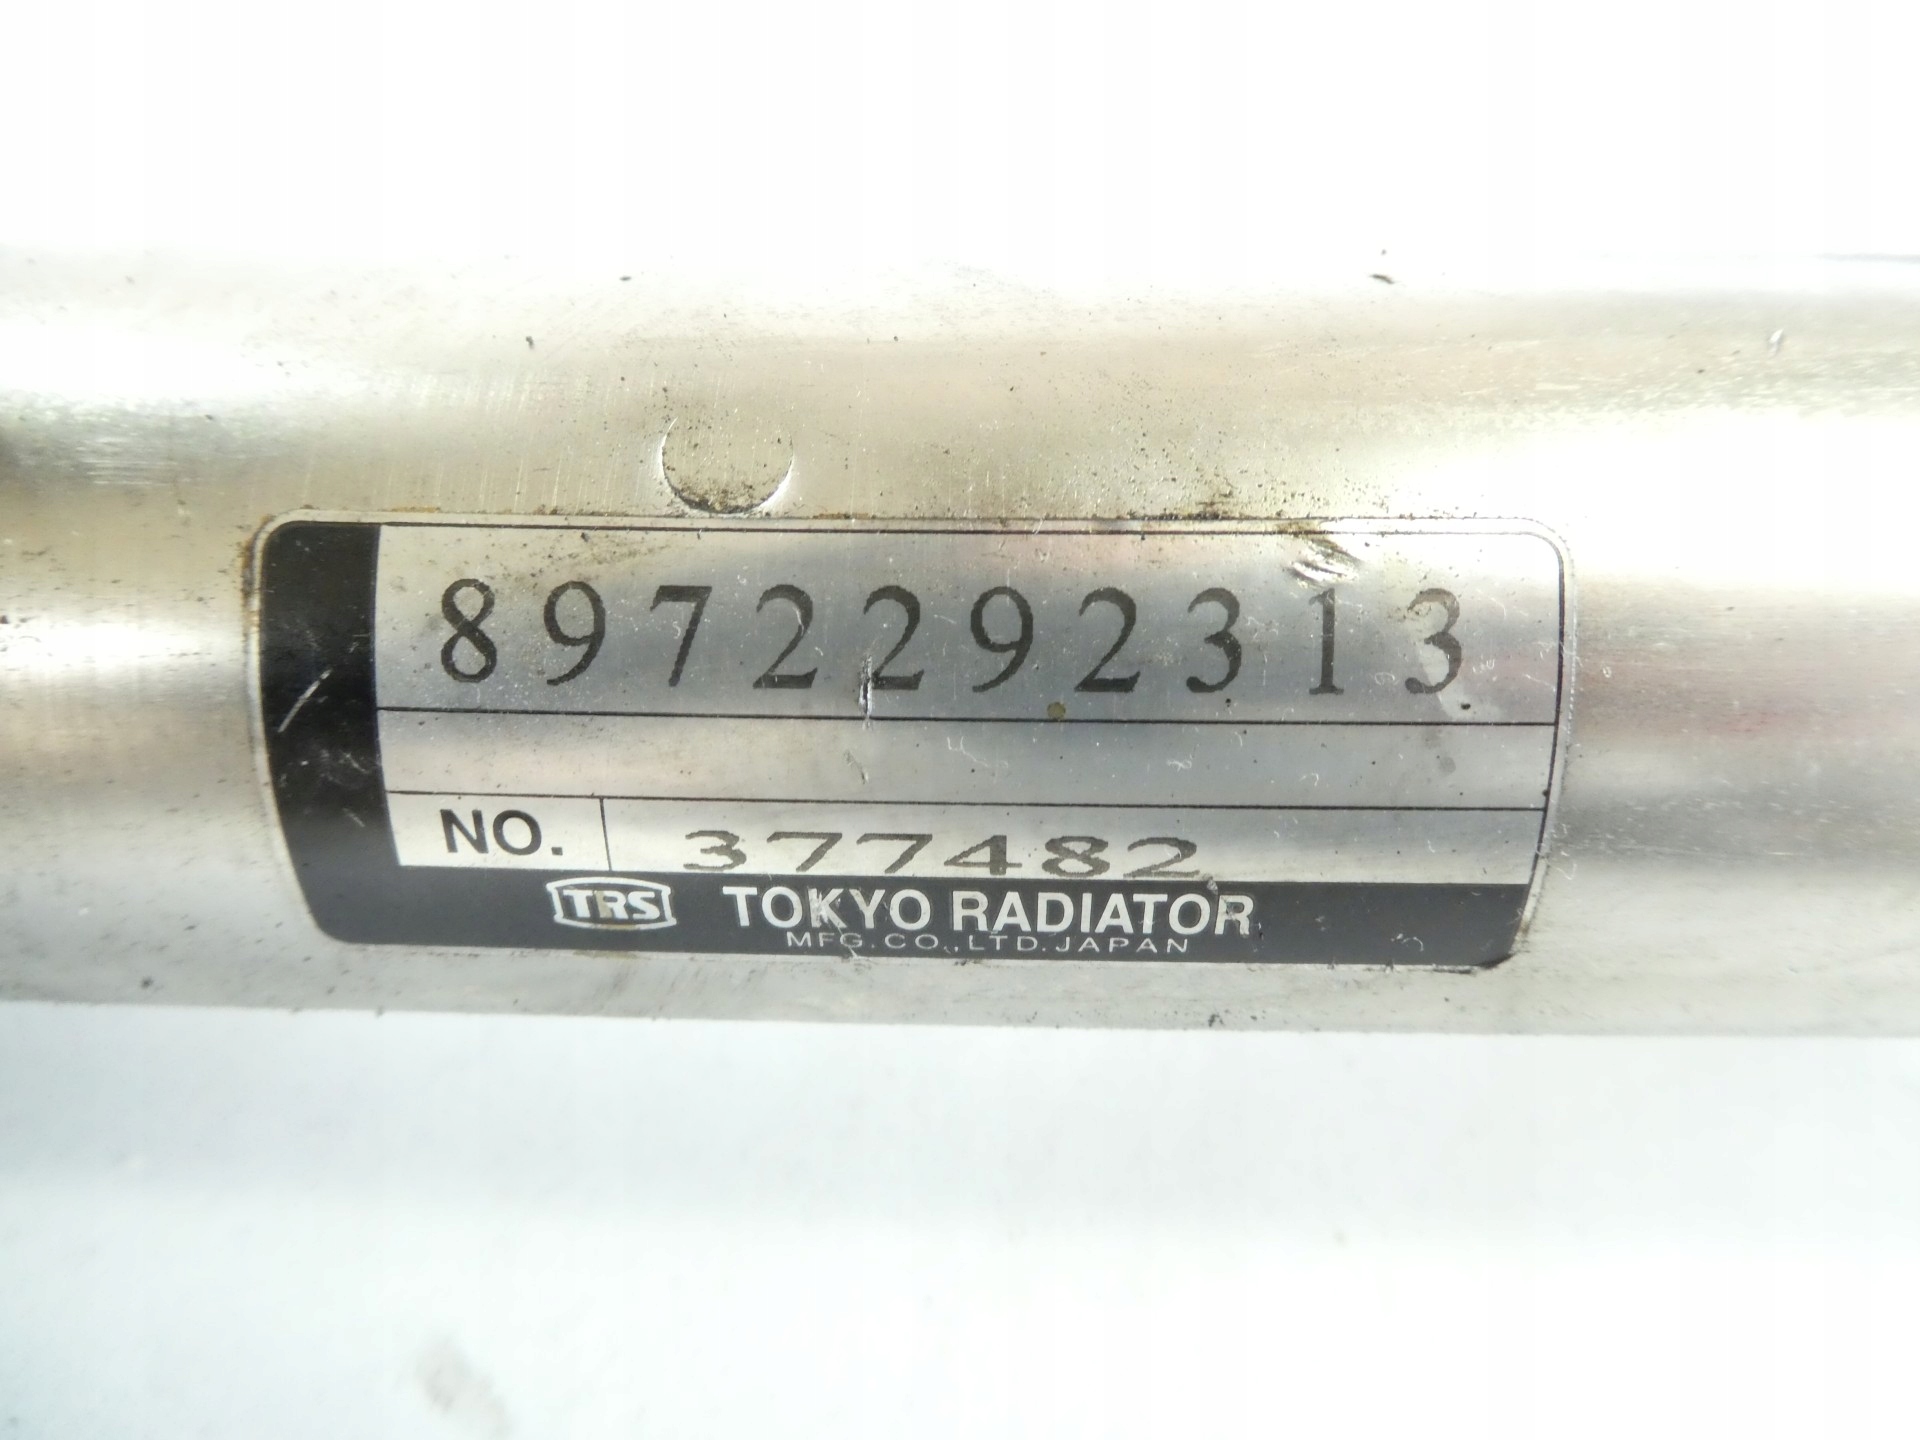 8972292313
NO. 377482
TRS TOKYO RADIATOR
MFG.CO.,LTD.JAPAN